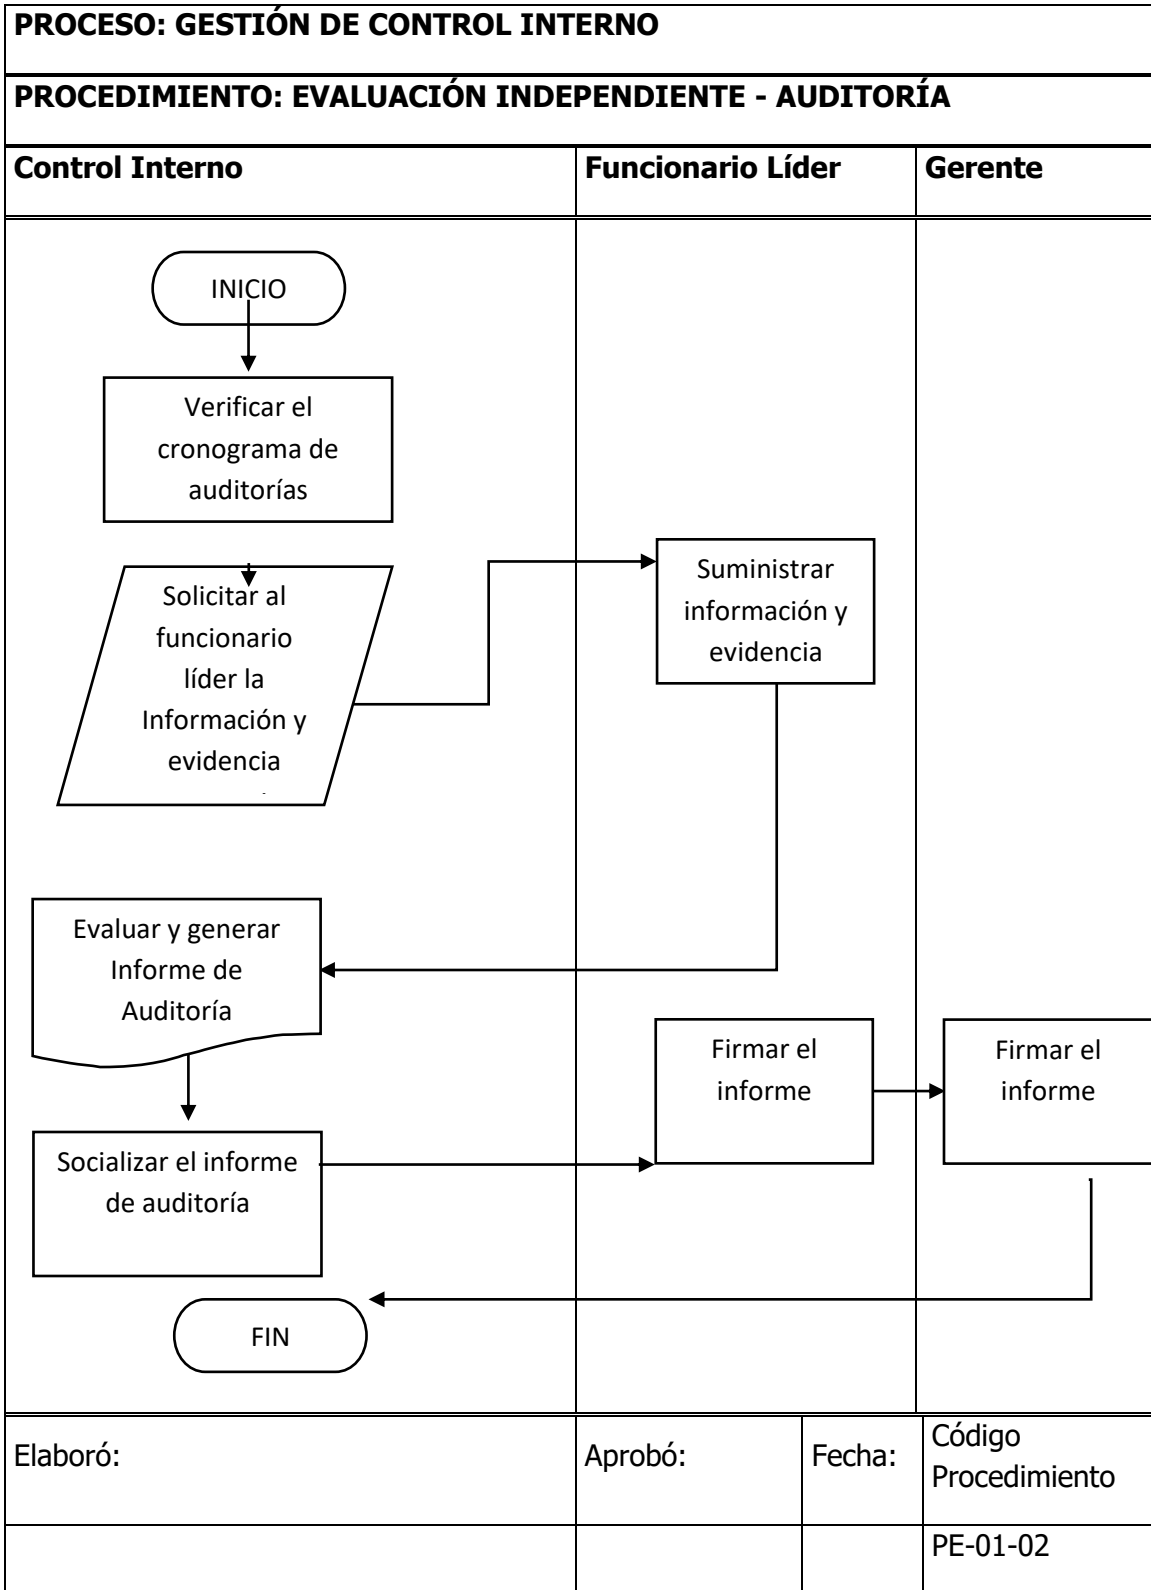 PROCESO: GESTIÓN DE CONTROL INTERNO
PROCEDIMIENTO: EVALUACIÓN INDEPENDIENTE - AUDITORÍA
Control Interno
Funcionario Líder
Gerente
INICIO
Verificar el
cronograma de
auditorías
Solicitar al
funcionario
líder la
Información y
evidencia
Suministrar
información y
evidencia
Evaluar y generar
Informe de
Auditoría
Firmar el
informe
Firmar el
informe
Socializar el informe
de auditoría
FIN
Elaboró:
Aprobó:
Fecha:
Código
Procedimiento
PE-01-02